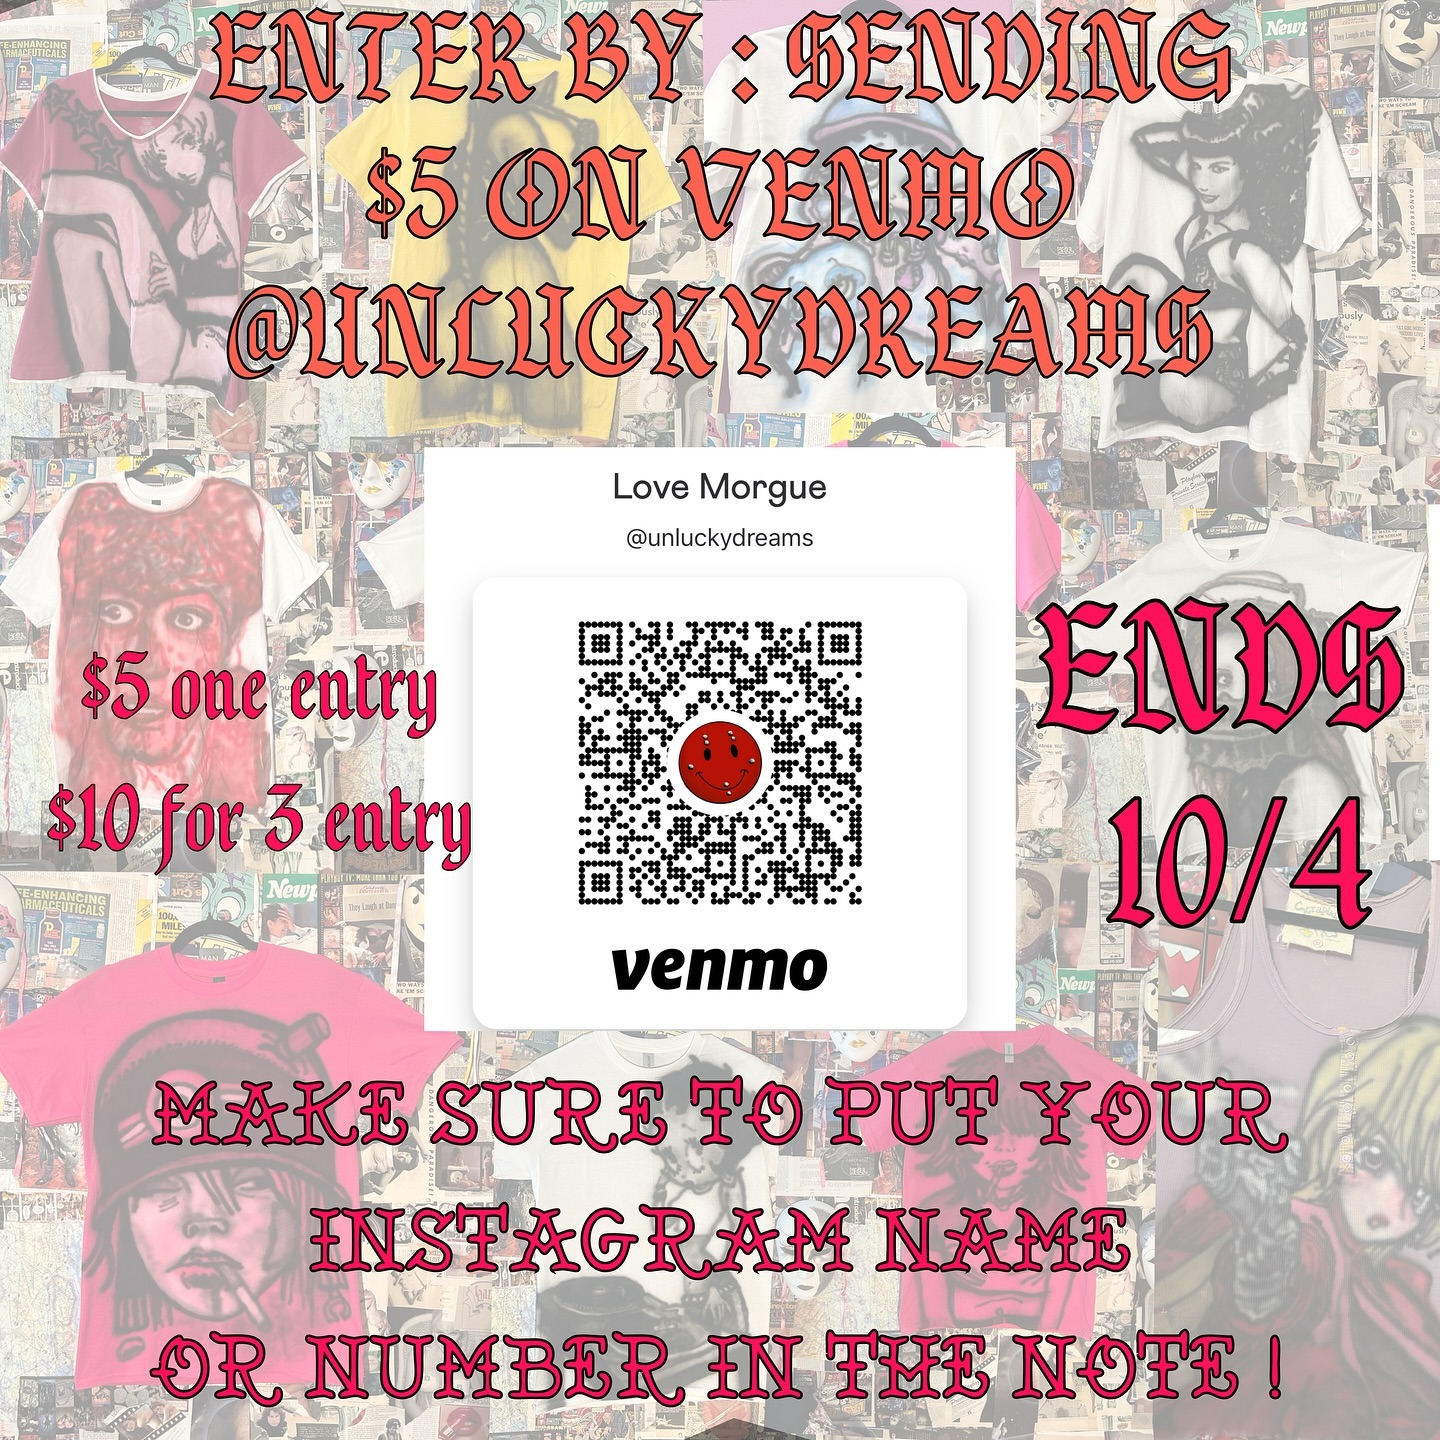 ENTER BY : SENDING
$5 ON VENMO
@UNLUCKYDREAMS
Love Morgue
@unluckydreams
$5 one entry
$10 for 3 entry
ENDS
10/4
venmo
MAKE SURE TO PUT YOUR
INSTAGRAM NAME
OR NUMBER IN THE NOTE !